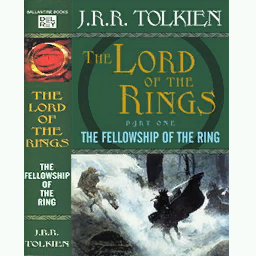 BALLANTINE BOOKS
DEL
REY
THE
LORD
OF THE
RINGS
THE
FELLOWSHIP
OF THE
RING
J.R.R.
TOLKIEN
J.R.R. TOLKIEN
THE
LORD
OF THE
RINGS
PART ONE
THE FELLOWSHIP OF THE RING